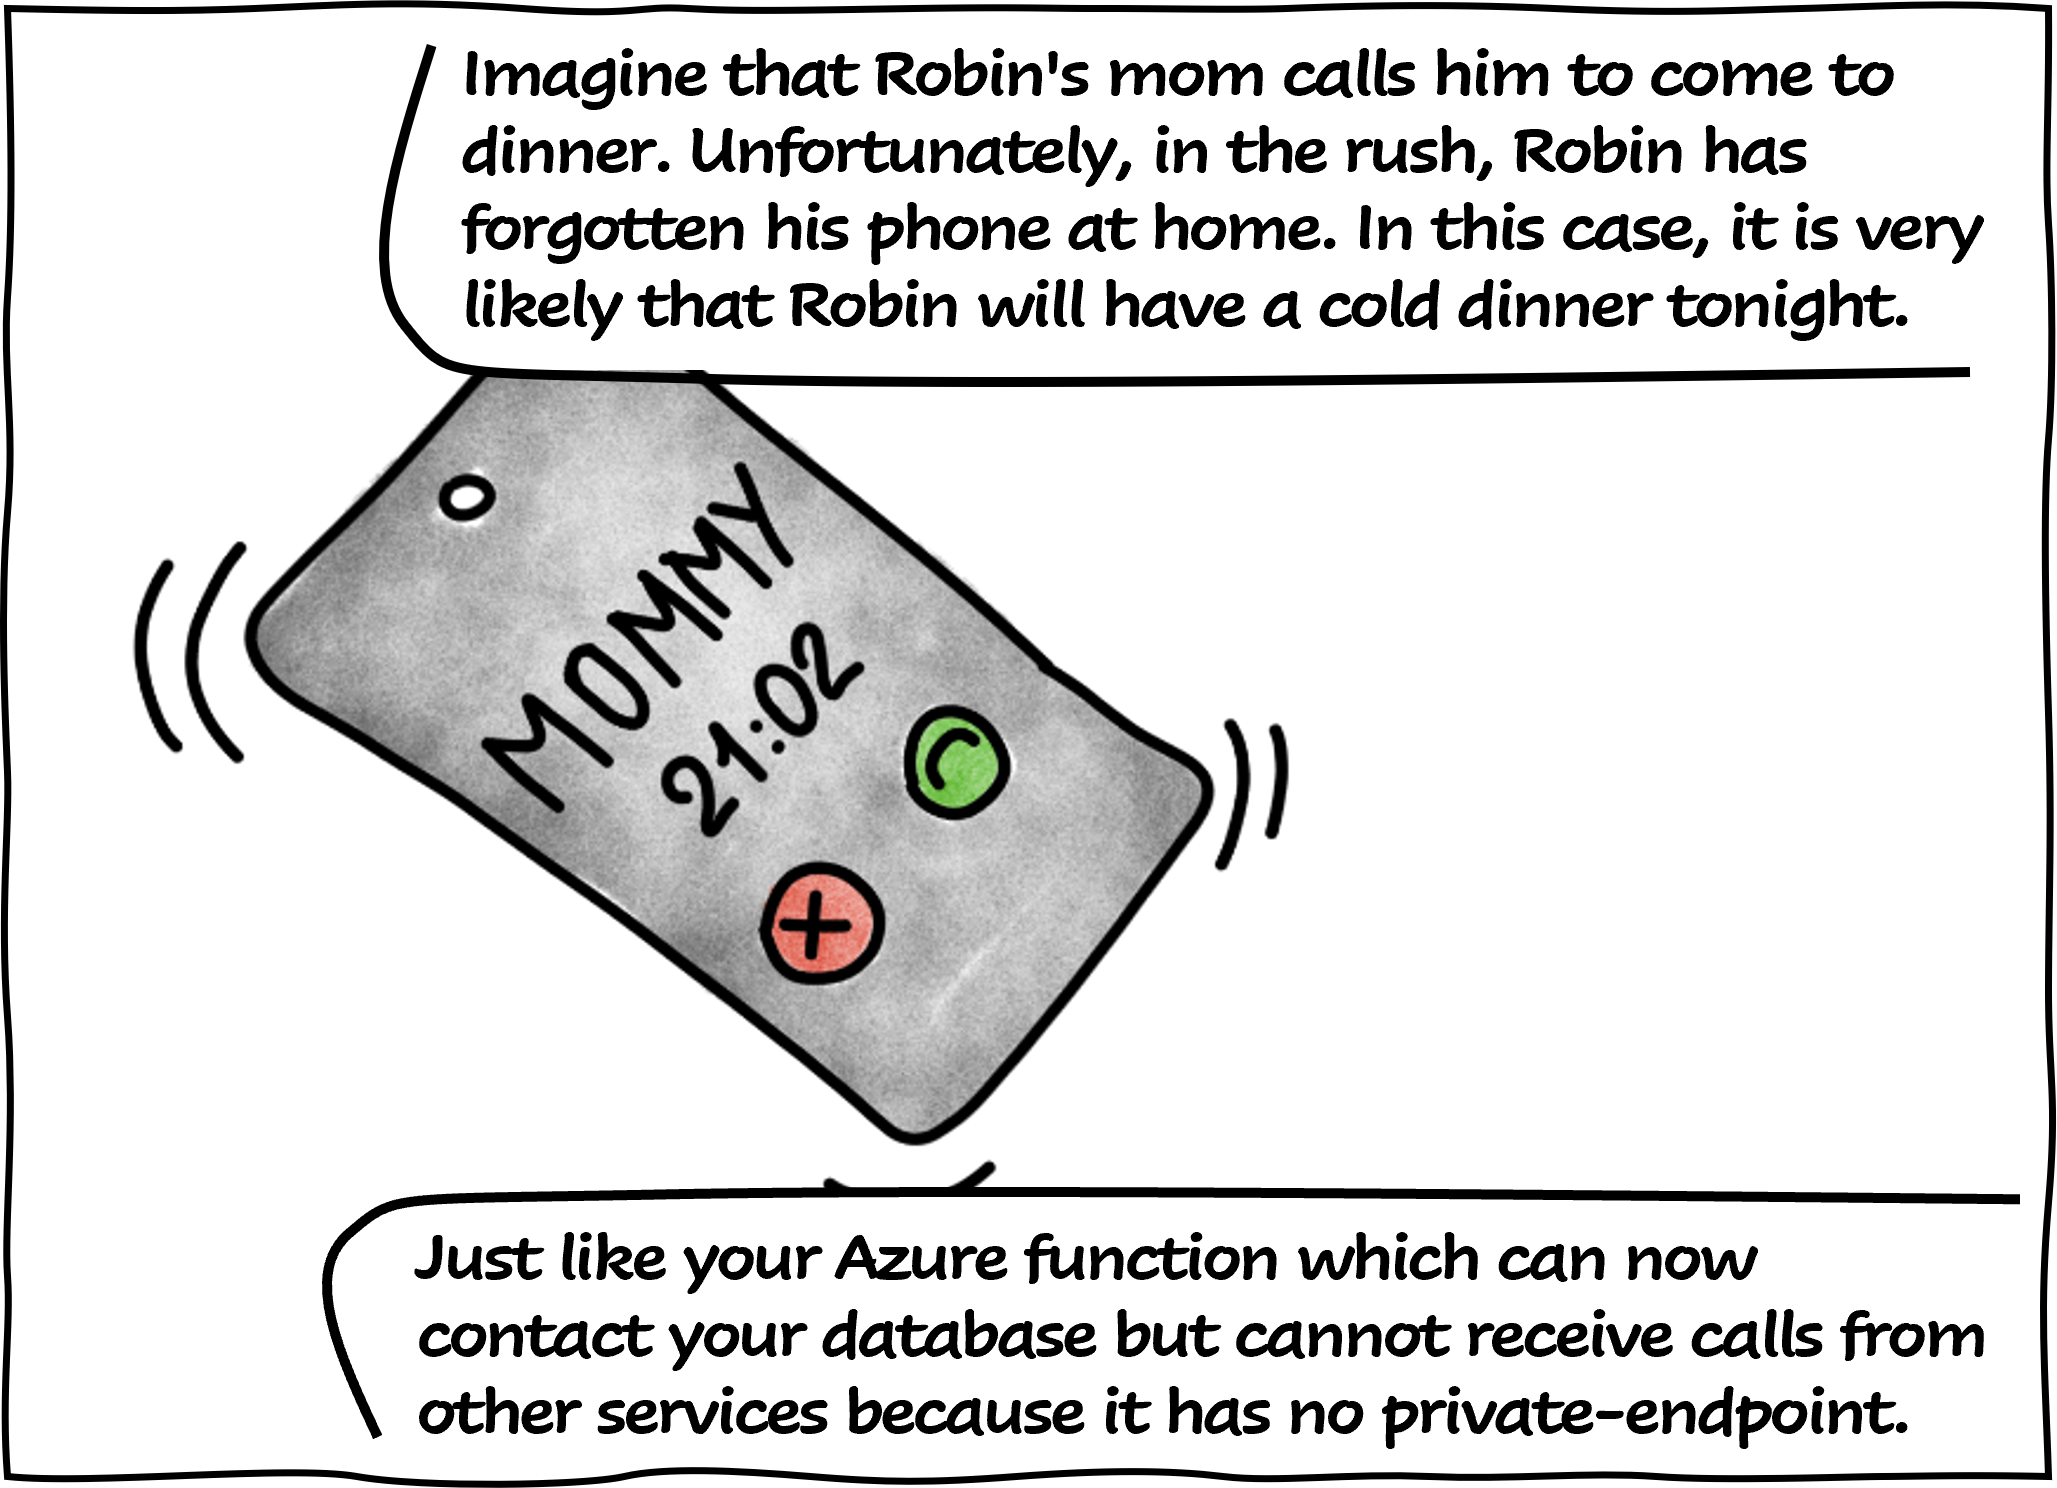 Imagine that Robin's mom calls him to come to
dinner. Unfortunately, in the rush, Robin has
forgotten his phone at home. In this case, it is very
likely that Robin will have a cold dinner tonight.
MOMMY
21:02
Just like your Azure function which can now
contact your database but cannot receive calls from
other services because it has no private-endpoint.